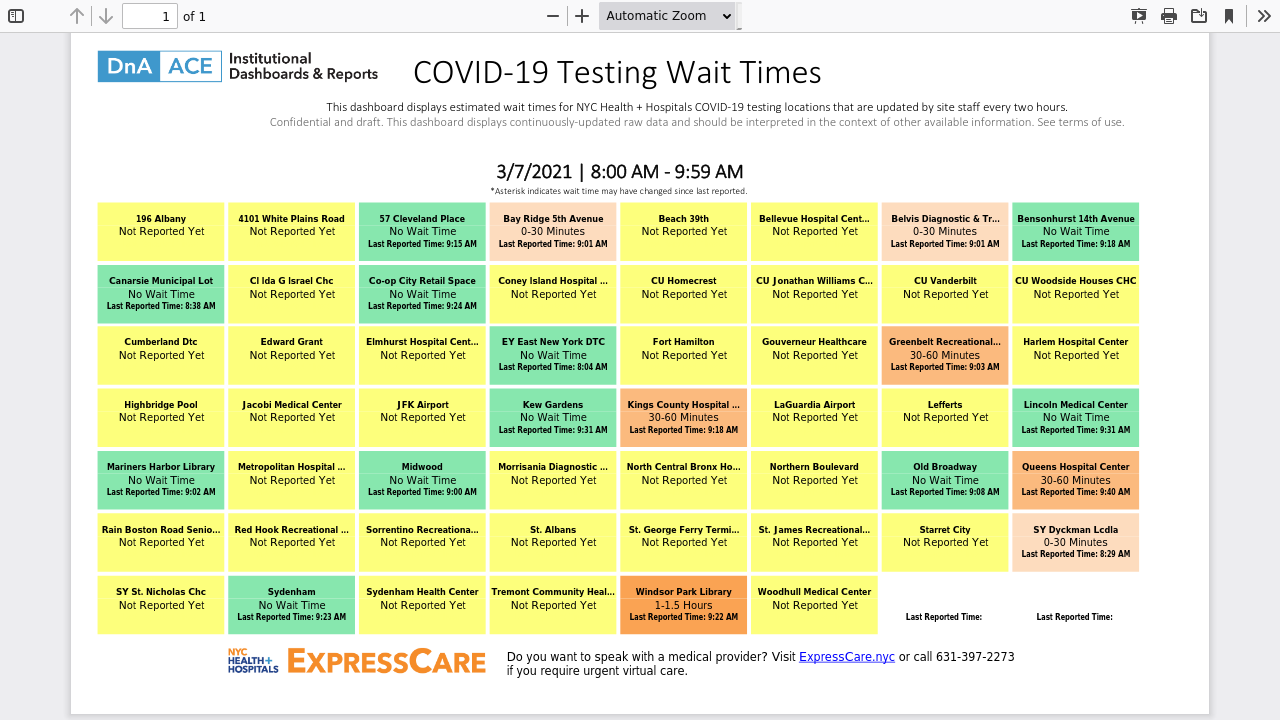 1 of 1
Automatic Zoom
DnA ACE Institutional Dashboards & Reports
COVID-19 Testing Wait Times
This dashboard displays estimated wait times for NYC Health + Hospitals COVID-19 testing locations that are updated by site staff every two hours.
Confidential and draft. This dashboard displays continuously-updated raw data and should be interpreted in the context of other available information. See terms of use.
3/7/2021 | 8:00 AM - 9:59 AM
*Asterisk indicates wait time may have changed since last reported.
196 Albany
Not Reported Yet
4101 White Plains Road
Not Reported Yet
57 Cleveland Place
No Wait Time
Last Reported Time: 9:15 AM
Bay Ridge 5th Avenue
0-30 Minutes
Last Reported Time: 9:01 AM
Beach 39th
Not Reported Yet
Bellevue Hospital Cent...
Not Reported Yet
Belvis Diagnostic & Tr...
0-30 Minutes
Last Reported Time: 9:01 AM
Bensonhurst 14th Avenue
No Wait Time
Last Reported Time: 9:18 AM
Canarsie Municipal Lot
No Wait Time
Last Reported Time: 8:38 AM
CI Ida G Israel Chc
Not Reported Yet
Co-op City Retail Space
No Wait Time
Last Reported Time: 9:24 AM
Coney Island Hospital ...
Not Reported Yet
CU Homecrest
Not Reported Yet
CU Jonathan Williams C...
Not Reported Yet
CU Vanderbilt
Not Reported Yet
CU Woodside Houses CHC
Not Reported Yet
Cumberland Dtc
Not Reported Yet
Edward Grant
Not Reported Yet
Elmhurst Hospital Cent...
Not Reported Yet
EY East New York DTC
No Wait Time
Last Reported Time: 8:04 AM
Fort Hamilton
Not Reported Yet
Gouverneur Healthcare
Not Reported Yet
Greenbelt Recreational...
30-60 Minutes
Last Reported Time: 9:03 AM
Harlem Hospital Center
Not Reported Yet
Highbridge Pool
Not Reported Yet
Jacobi Medical Center
Not Reported Yet
JFK Airport
Not Reported Yet
Kew Gardens
No Wait Time
Last Reported Time: 9:31 AM
Kings County Hospital ...
30-60 Minutes
Last Reported Time: 9:18 AM
LaGuardia Airport
Not Reported Yet
Lefferts
Not Reported Yet
Lincoln Medical Center
No Wait Time
Last Reported Time: 9:31 AM
Mariners Harbor Library
No Wait Time
Last Reported Time: 9:02 AM
Metropolitan Hospital ...
Not Reported Yet
Midwood
No Wait Time
Last Reported Time: 9:00 AM
Morrisania Diagnostic ...
Not Reported Yet
North Central Bronx Ho...
Not Reported Yet
Northern Boulevard
Not Reported Yet
Old Broadway
No Wait Time
Last Reported Time: 9:08 AM
Queens Hospital Center
30-60 Minutes
Last Reported Time: 9:40 AM
Rain Boston Road Senio...
Not Reported Yet
Red Hook Recreational ...
Not Reported Yet
Sorrentino Recreationa...
Not Reported Yet
St. Albans
Not Reported Yet
St. George Ferry Termi...
Not Reported Yet
St. James Recreational...
Not Reported Yet
Starret City
Not Reported Yet
SY Dyckman Lcdla
0-30 Minutes
Last Reported Time: 8:29 AM
SY St. Nicholas Chc
Not Reported Yet
Sydenham
No Wait Time
Last Reported Time: 9:23 AM
Sydenham Health Center
Not Reported Yet
Tremont Community Heal...
Not Reported Yet
Windsor Park Library
1-1.5 Hours
Last Reported Time: 9:22 AM
Woodhull Medical Center
Not Reported Yet
Last Reported Time:
Last Reported Time:
NYC HEALTH+ HOSPITALS
EXPRESSCARE
Do you want to speak with a medical provider? Visit ExpressCare.nyc or call 631-397-2273
if you require urgent virtual care.